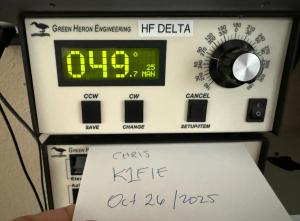 GREEN HERON ENGINEERING
HF DELTA
049°
25
.7 MAN
CCW CW CANCEL
SAVE CHANGE SETUP/ITEM
CHRIS
K1FIE
Oct 26/2025